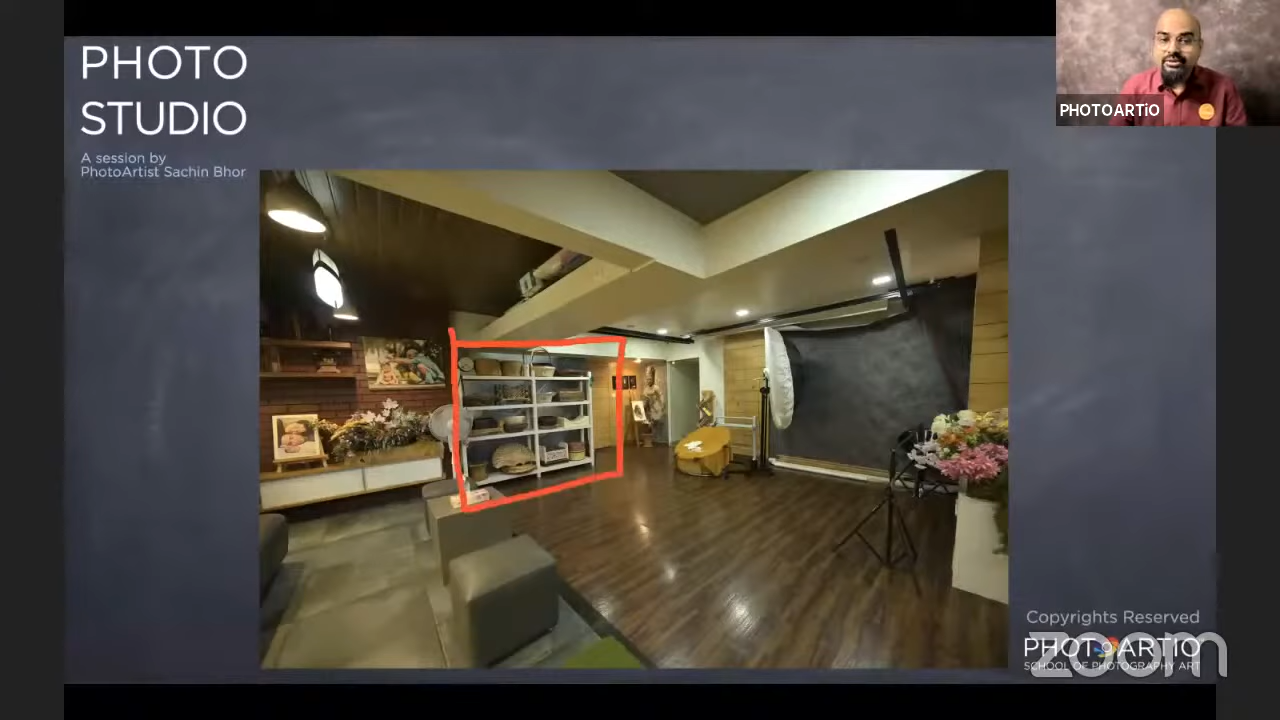 PHOTO
STUDIO
A session by
PhotoArtist Sachin Bhor
PHOTOARTiO
Copyrights Reserved
PHOTOARTIO
SCHOOL OF PHOTOGRAPHY ART
zoom